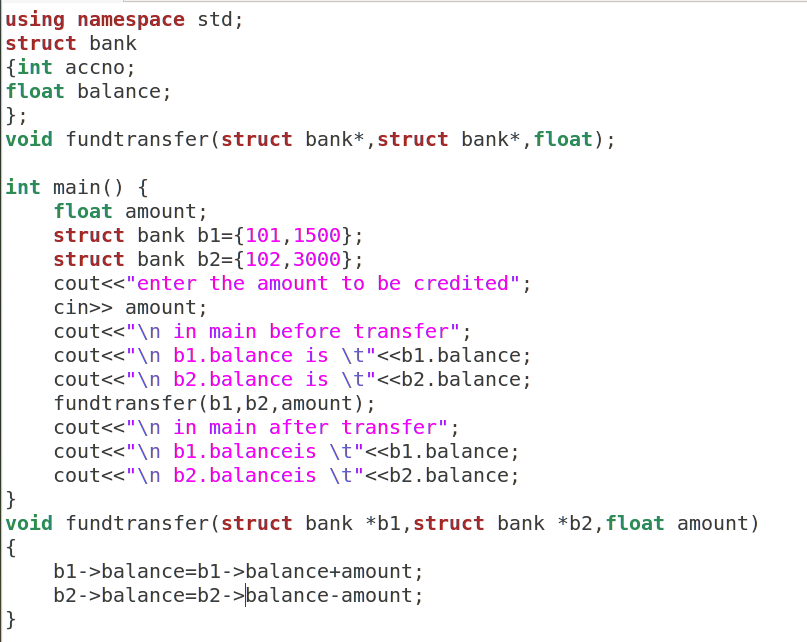 using namespace std;
struct bank
{int accno;
float balance;
};
void fundtransfer(struct bank*,struct bank*,float);

int main() {
    float amount;
    struct bank b1={101,1500};
    struct bank b2={102,3000};
    cout<<"enter the amount to be credited";
    cin>> amount;
    cout<<"\n in main before transfer";
    cout<<"\n b1.balance is \t"<<b1.balance;
    cout<<"\n b2.balance is \t"<<b2.balance;
    fundtransfer(b1,b2,amount);
    cout<<"\n in main after transfer";
    cout<<"\n b1.balanceis \t"<<b1.balance;
    cout<<"\n b2.balanceis \t"<<b2.balance;
}
void fundtransfer(struct bank *b1,struct bank *b2,float amount)
{
    b1->balance=b1->balance+amount;
    b2->balance=b2->balance-amount;
}